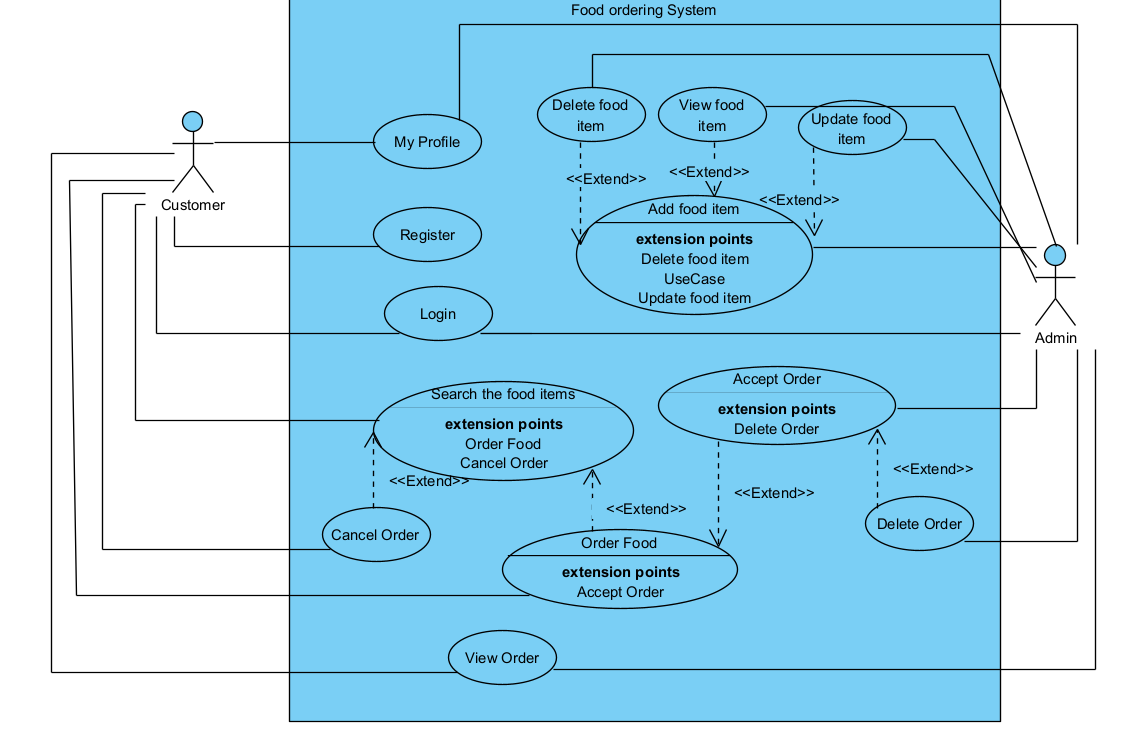 Food ordering System
Delete food
item
View food
item
Update food
item
My Profile
<<Extend>>
<<Extend>>
<<Extend>>
Customer
Add food item
extension points
Delete food item
UseCase
Update food item
Register
Login
Admin
Accept Order
extension points
Delete Order
Search the food items
extension points
Order Food
Cancel Order
<<Extend>>
<<Extend>>
<<Extend>>
<<Extend>>
Cancel Order
Delete Order
Order Food
extension points
Accept Order
View Order